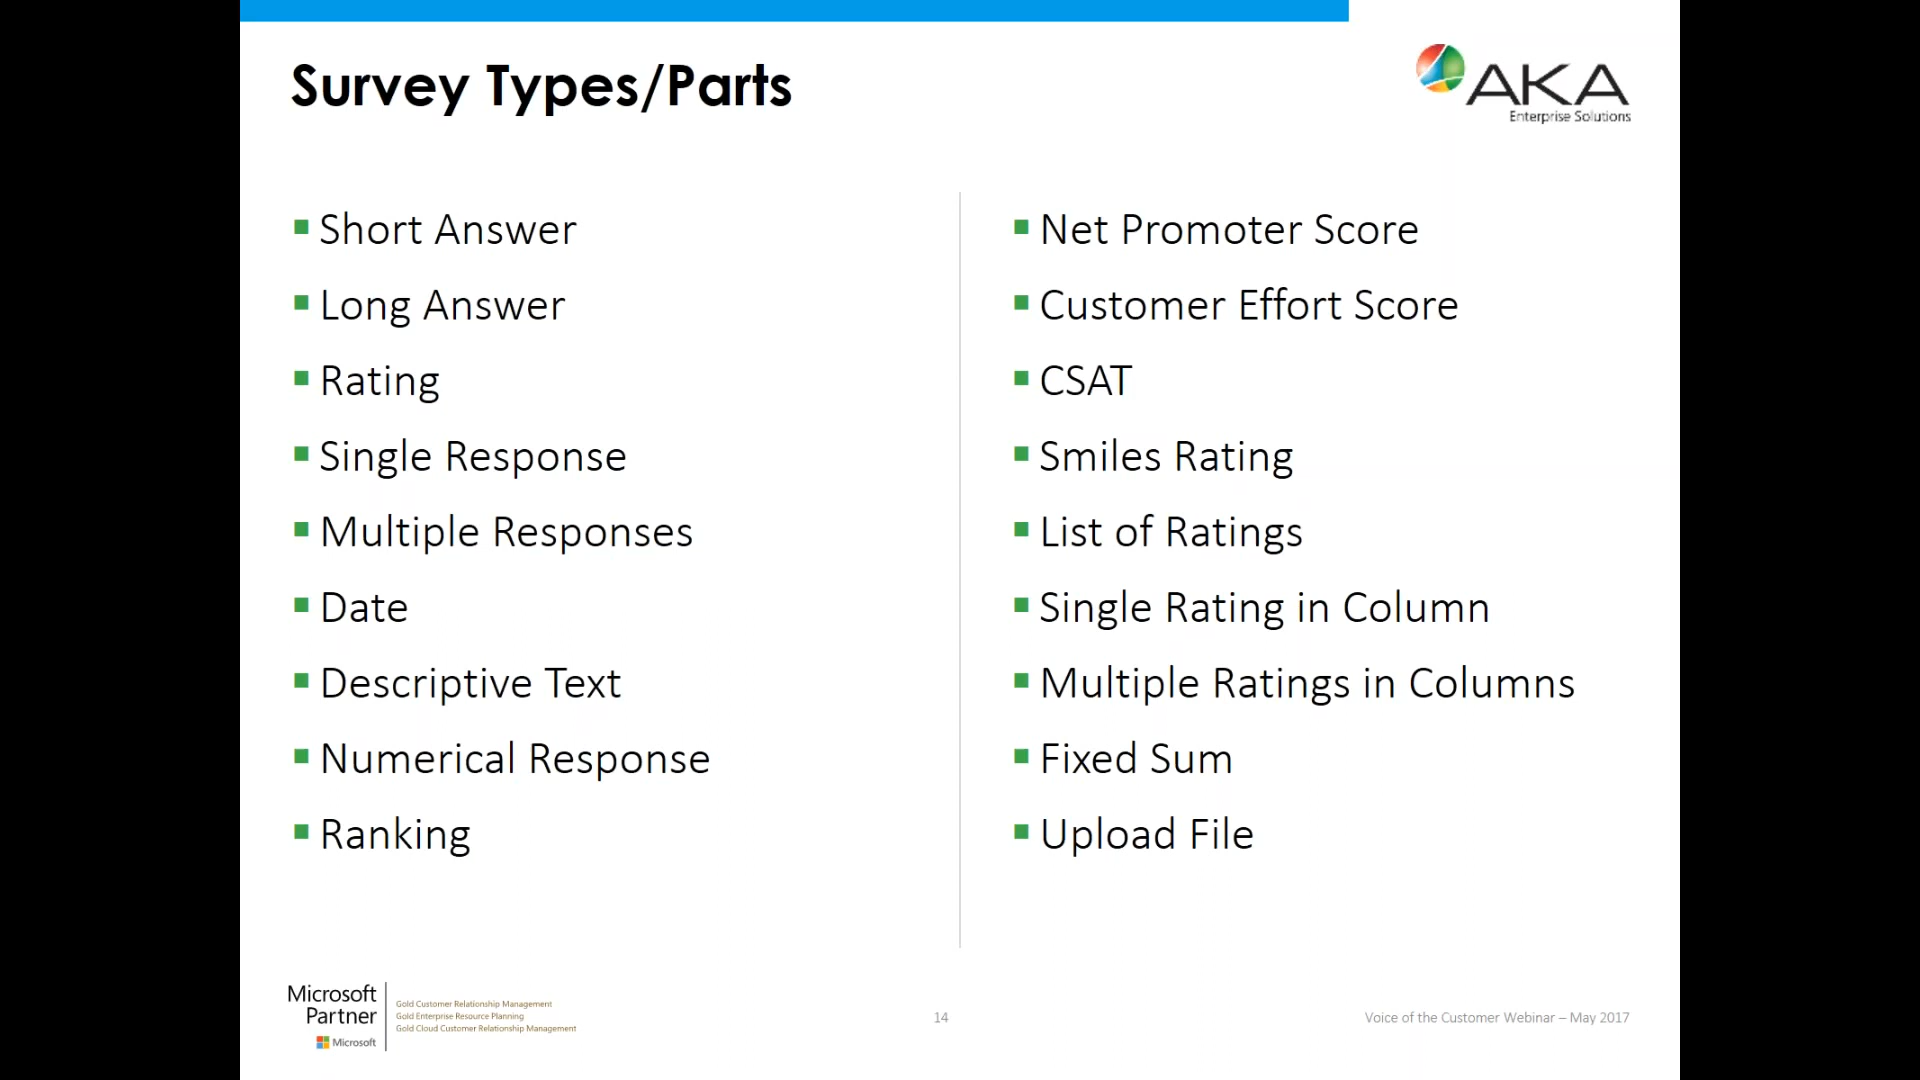 Survey Types/Parts
AKA
Enterprise Solutions
Short Answer
Long Answer
Rating
Single Response
Multiple Responses
Date
Descriptive Text
Numerical Response
Ranking
Net Promoter Score
Customer Effort Score
CSAT
Smiles Rating
List of Ratings
Single Rating in Column
Multiple Ratings in Columns
Fixed Sum
Upload File
Microsoft
Partner
Microsoft
Gold Customer Relationship Management
Gold Enterprise Resource Planning
Gold Cloud Customer Relationship Management
14
Voice of the Customer Webinar – May 2017